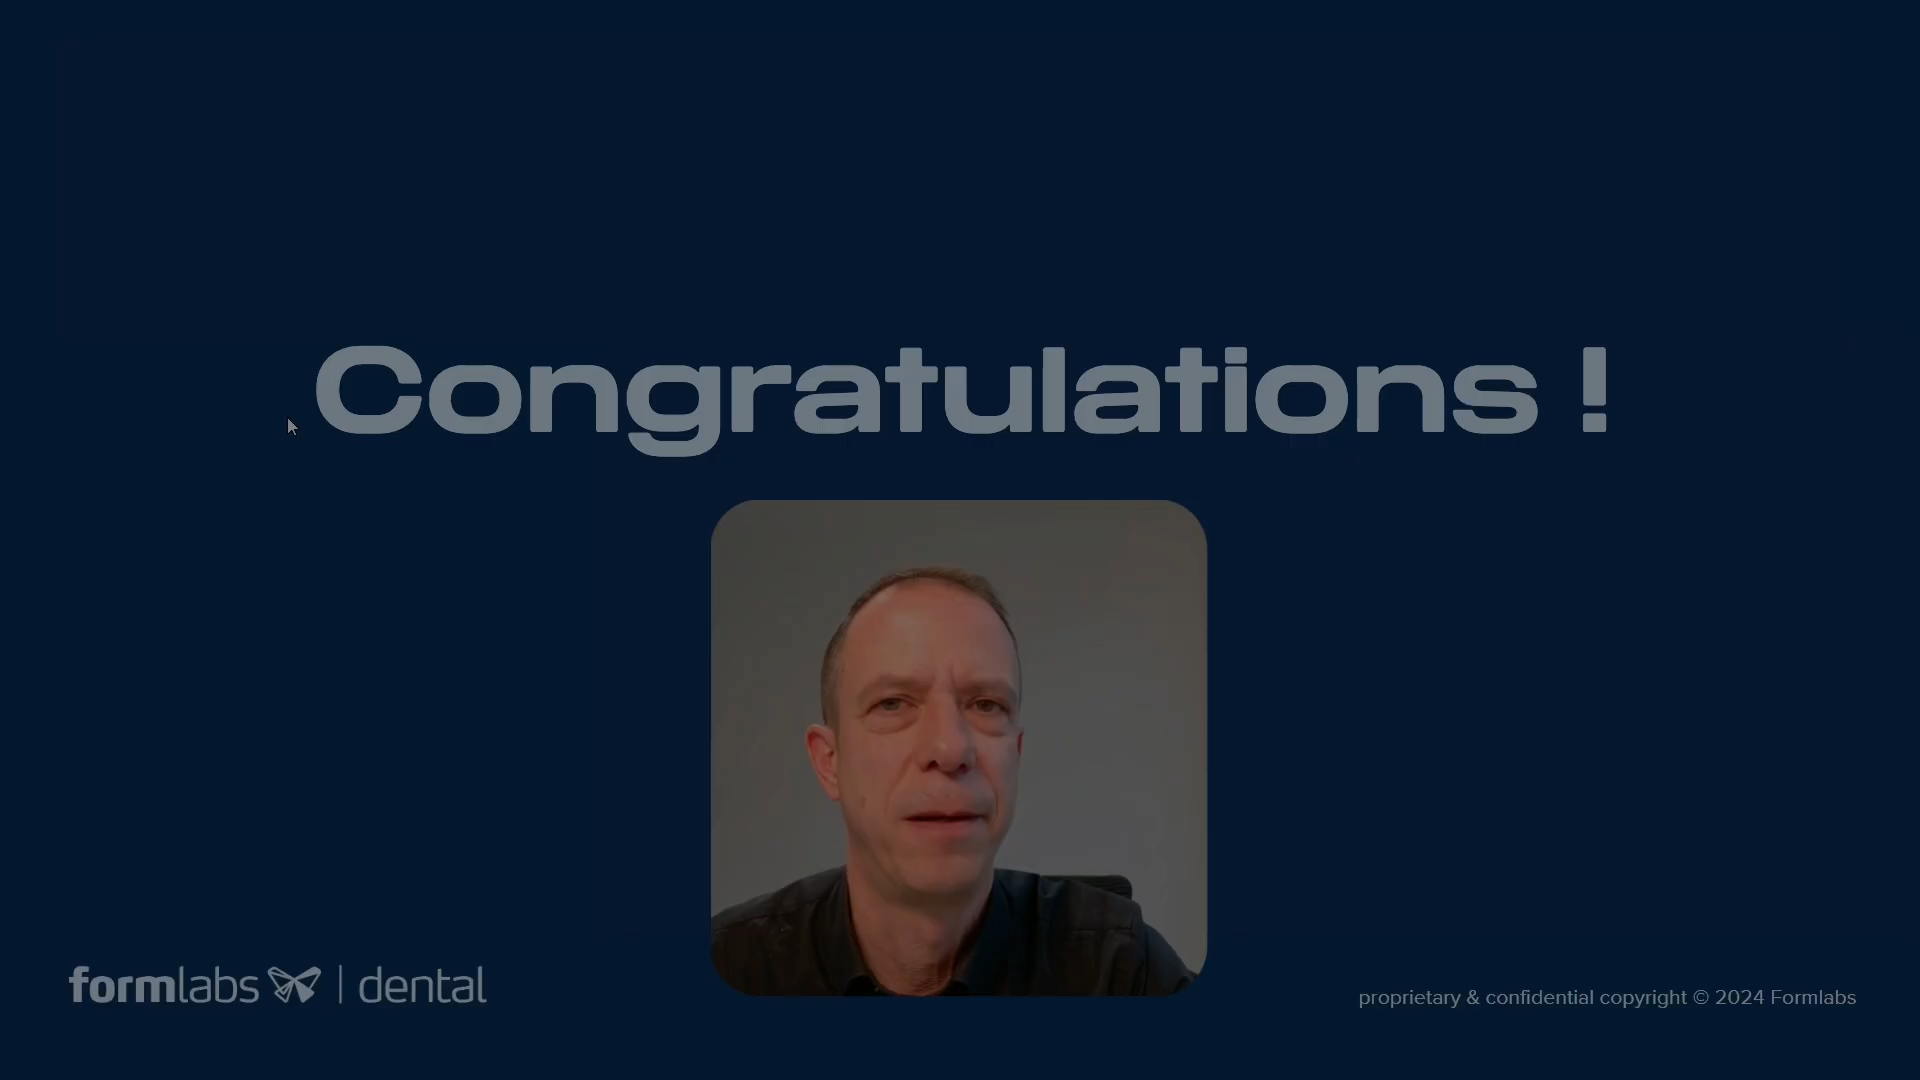 Congratulations !
formlabs | dental
proprietary & confidential copyright © 2024 Formlabs